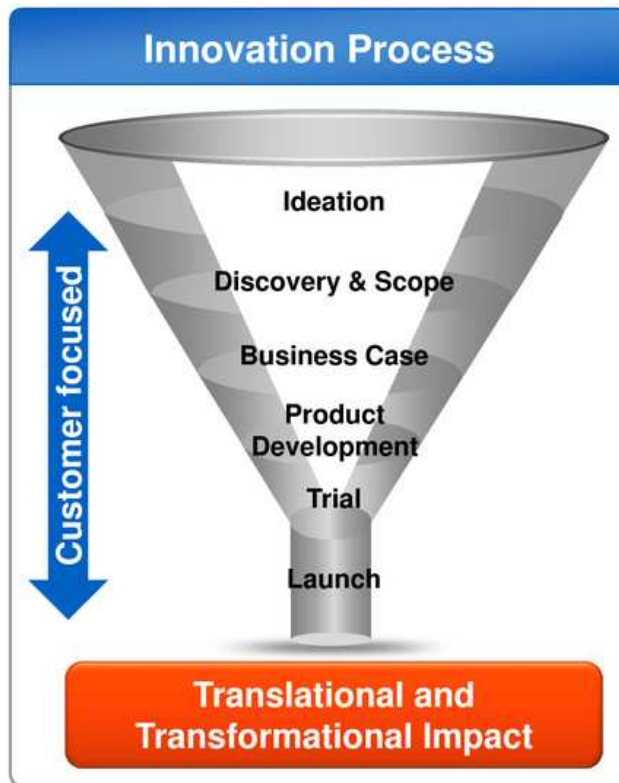 Innovation Process
Ideation
Discovery & Scope
Business Case
Product
Development
Trial
Launch
Customer focused
Translational and
Transformational Impact